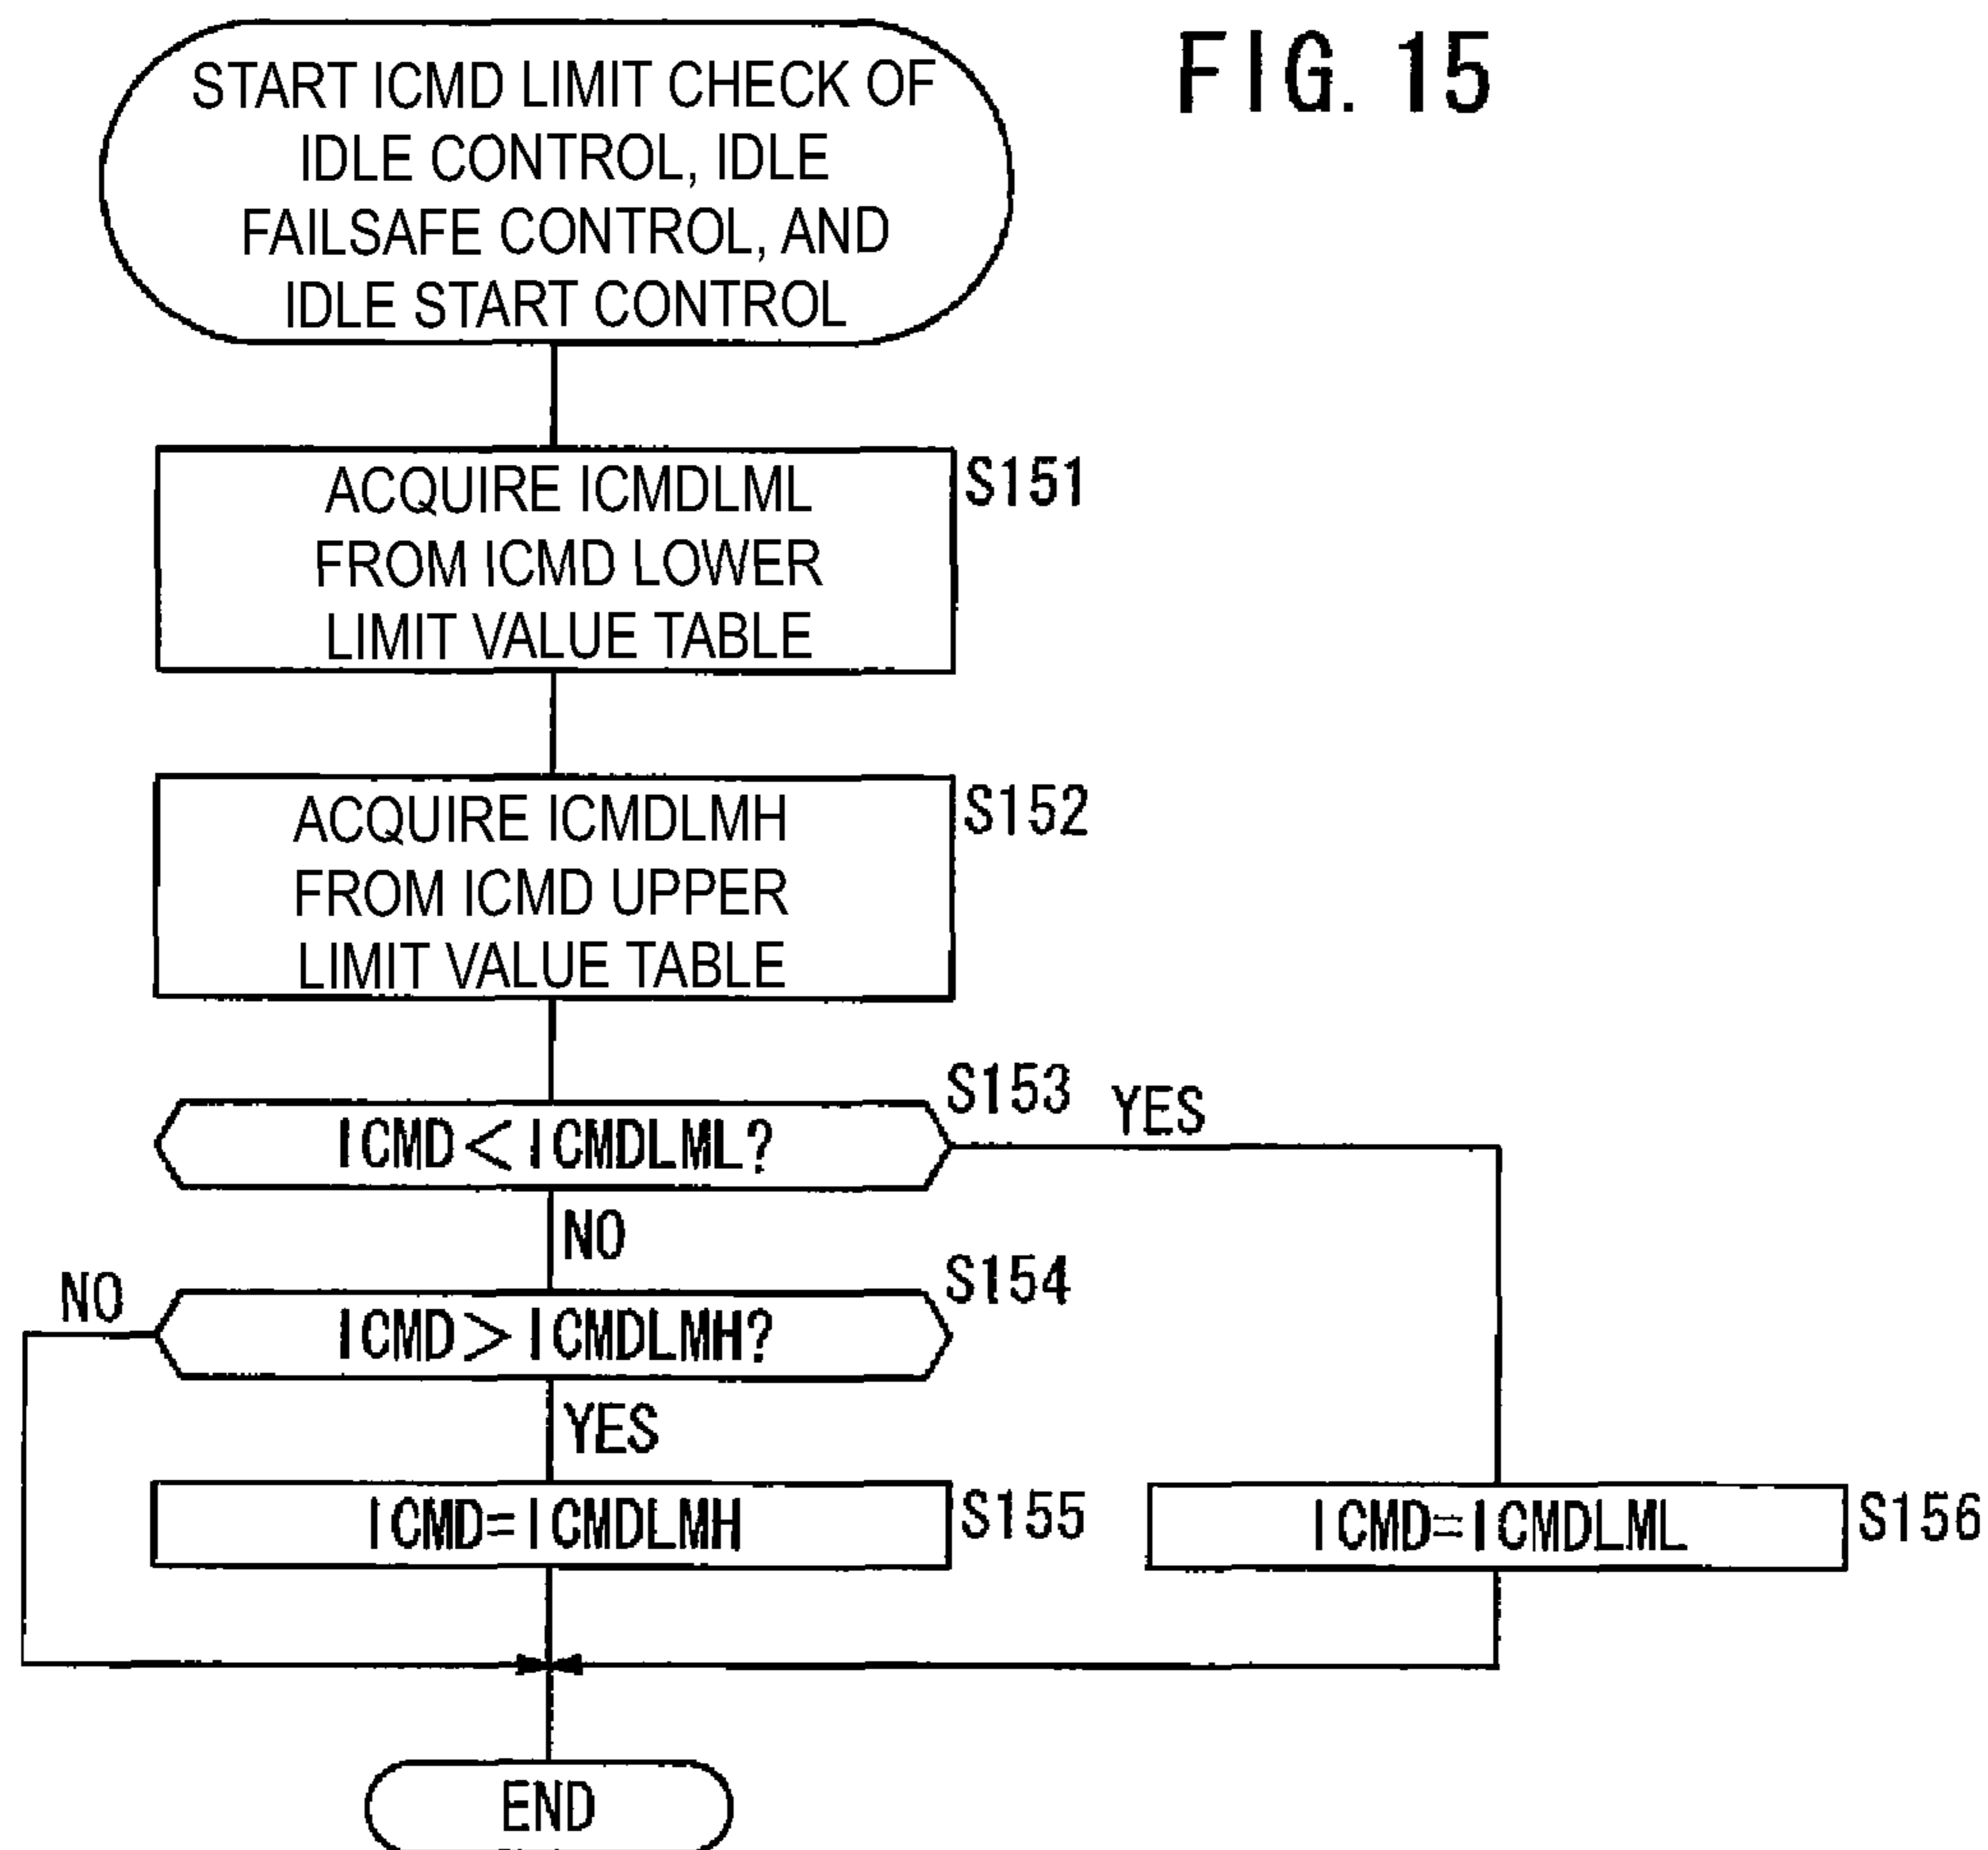 FIG. 15
START ICMD LIMIT CHECK OF
IDLE CONTROL, IDLE
FAILSAFE CONTROL, AND
IDLE START CONTROL
ACQUIRE ICMDLML
FROM ICMD LOWER
LIMIT VALUE TABLE
S151
ACQUIRE ICMDLMH
FROM ICMD UPPER
LIMIT VALUE TABLE
S152
ICMD<ICMDLML?
S153
YES
NO
ICMD>ICMDLMH?
S154
NO
YES
ICMD=ICMDLMH
S155
ICMD=ICMDLML
S156
END